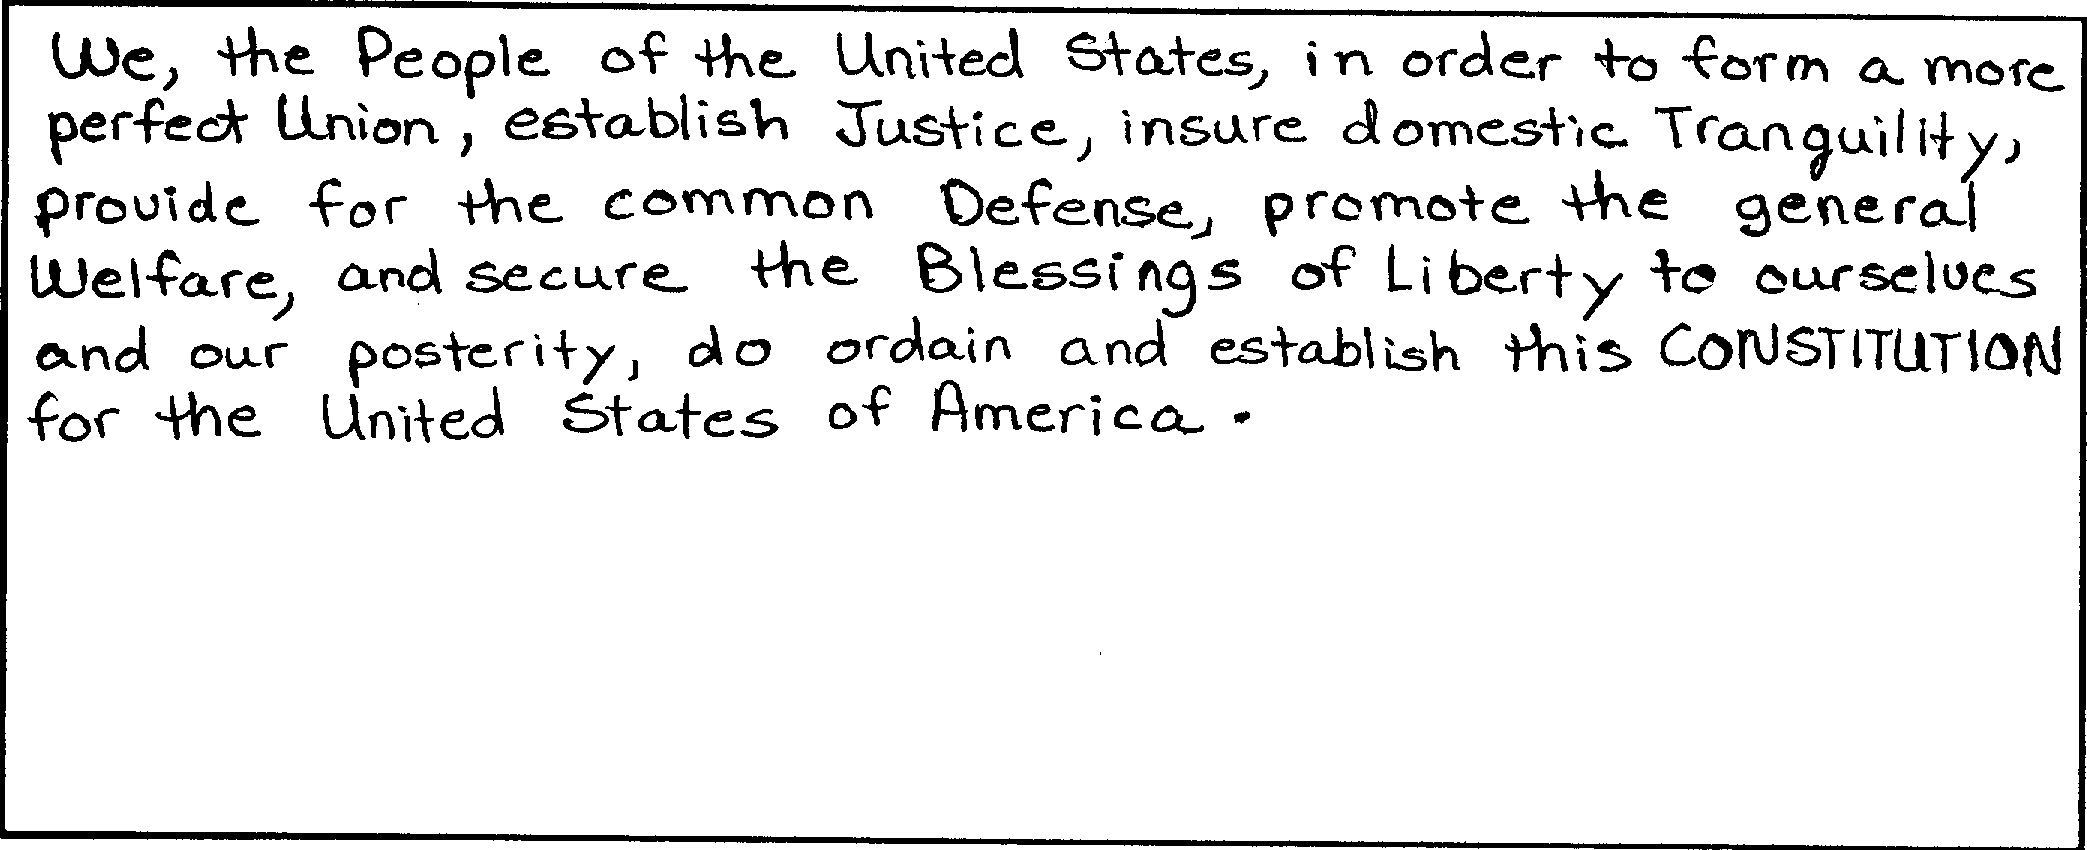 We, the People of the United States, in order to form a more
perfect Union, establish Justice, insure domestic Tranquility,
provide for the common Defense, promote the general
Welfare, and secure the Blessings of Liberty to ourselves
and our posterity, do ordain and establish this CONSTITUTION
for the United States of America.